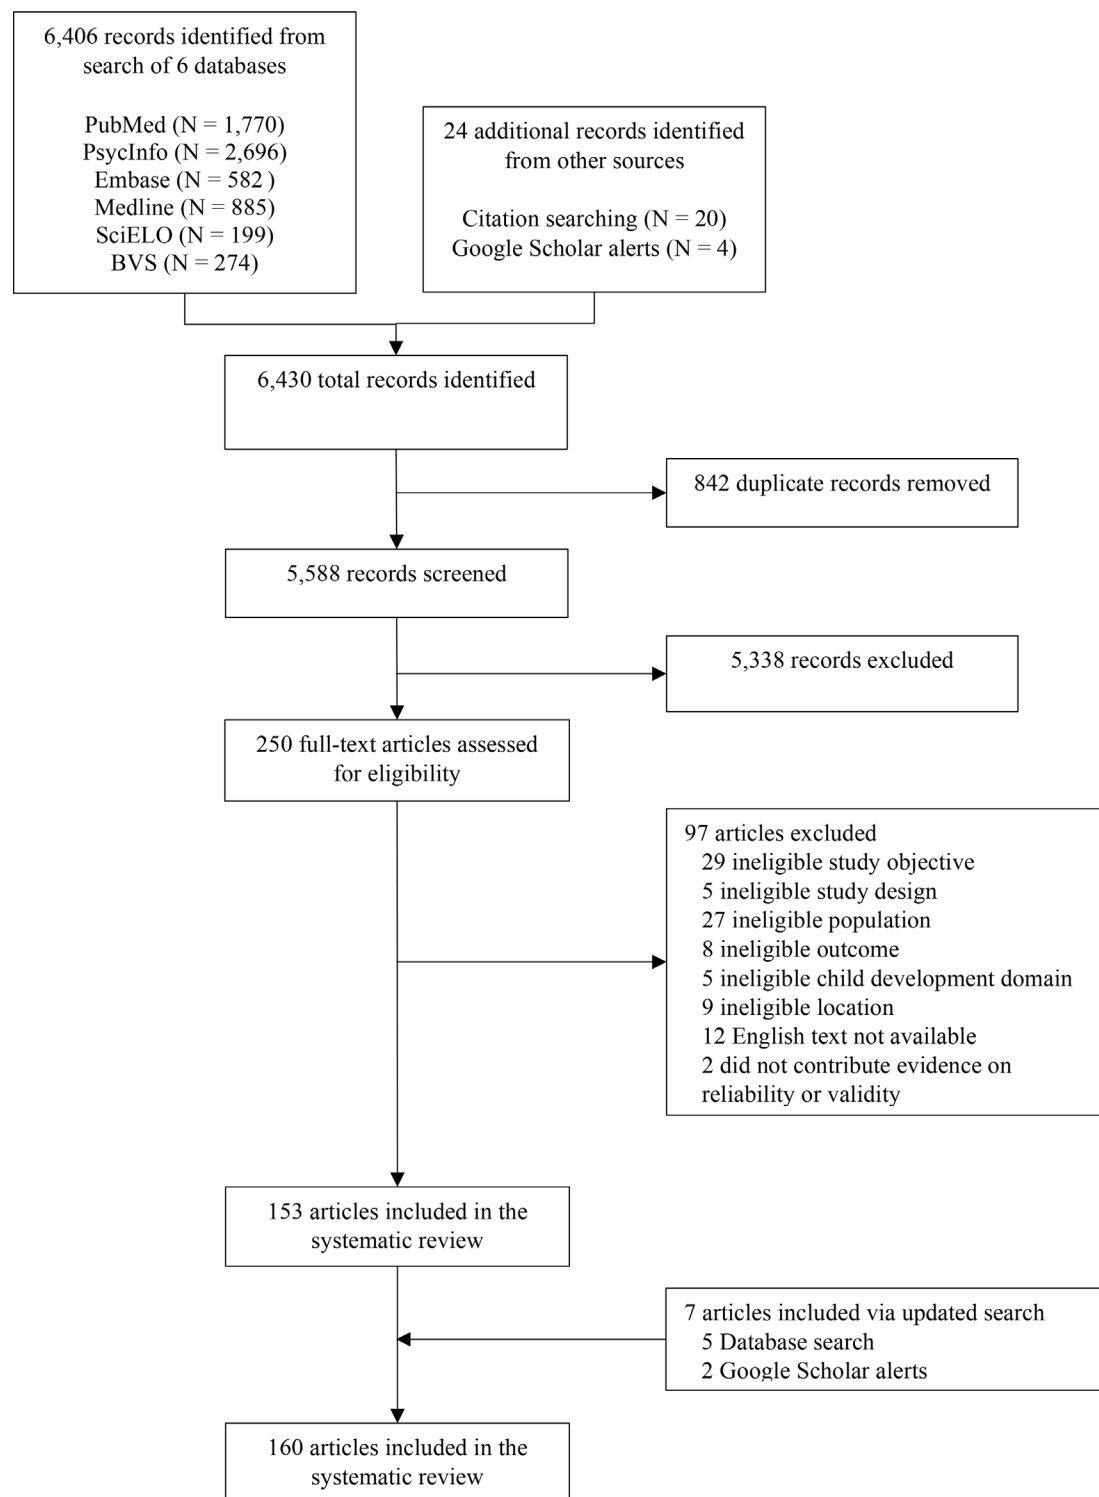 6,406 records identified from
search of 6 databases
PubMed (N = 1,770)
PsycInfo (N = 2,696)
Embase (N = 582 )
Medline (N = 885)
SciELO (N = 199)
BVS (N = 274)
24 additional records identified
from other sources
Citation searching (N = 20)
Google Scholar alerts (N = 4)
6,430 total records identified
842 duplicate records removed
5,588 records screened
5,338 records excluded
250 full-text articles assessed
for eligibility
97 articles excluded
29 ineligible study objective
5 ineligible study design
27 ineligible population
8 ineligible outcome
5 ineligible child development domain
9 ineligible location
12 English text not available
2 did not contribute evidence on
reliability or validity
153 articles included in the
systematic review
7 articles included via updated search
5 Database search
2 Google Scholar alerts
160 articles included in the
systematic review